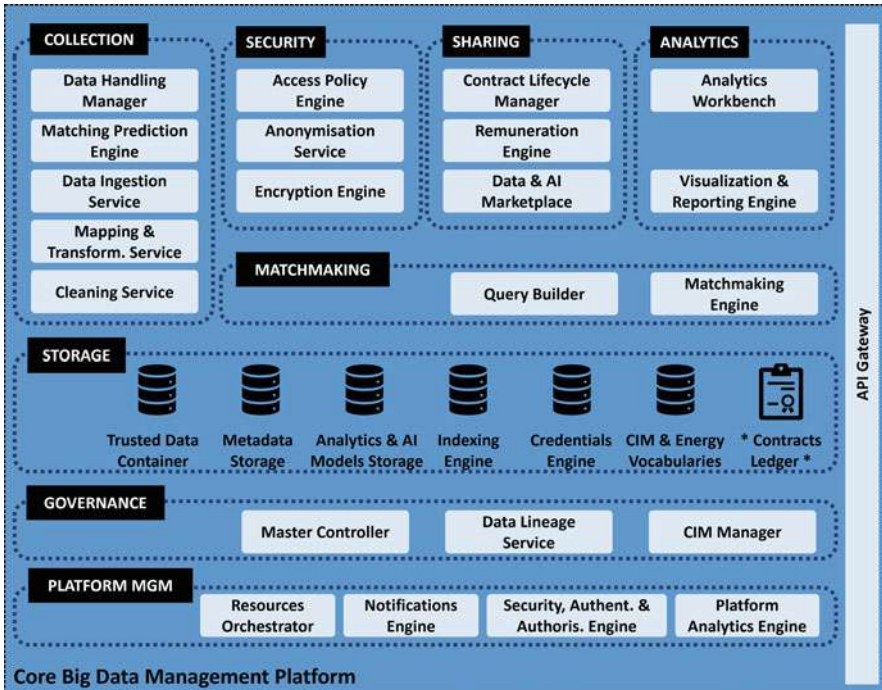 COLLECTION
Data Handling
Manager
Matching Prediction
Engine
Data Ingestion
Service
Mapping &
Transform. Service
Cleaning Service
SECURITY
Access Policy
Engine
Anonymisation
Service
Encryption Engine
SHARING
Contract Lifecycle
Manager
Remuneration
Engine
Data & AI
Marketplace
ANALYTICS
Analytics
Workbench
Visualization &
Reporting Engine
MATCHMAKING
Query Builder
Matchmaking
Engine
STORAGE
Trusted Data
Container
Metadata
Storage
Analytics & AI
Models Storage
Indexing
Engine
Credentials
Engine
CIM & Energy
Vocabularies
* Contracts
Ledger *
GOVERNANCE
Master Controller
Data Lineage
Service
CIM Manager
PLATFORM MGM
Resources
Orchestrator
Notifications
Engine
Security, Authent. &
Authoris. Engine
Platform
Analytics Engine
Core Big Data Management Platform
API Gateway